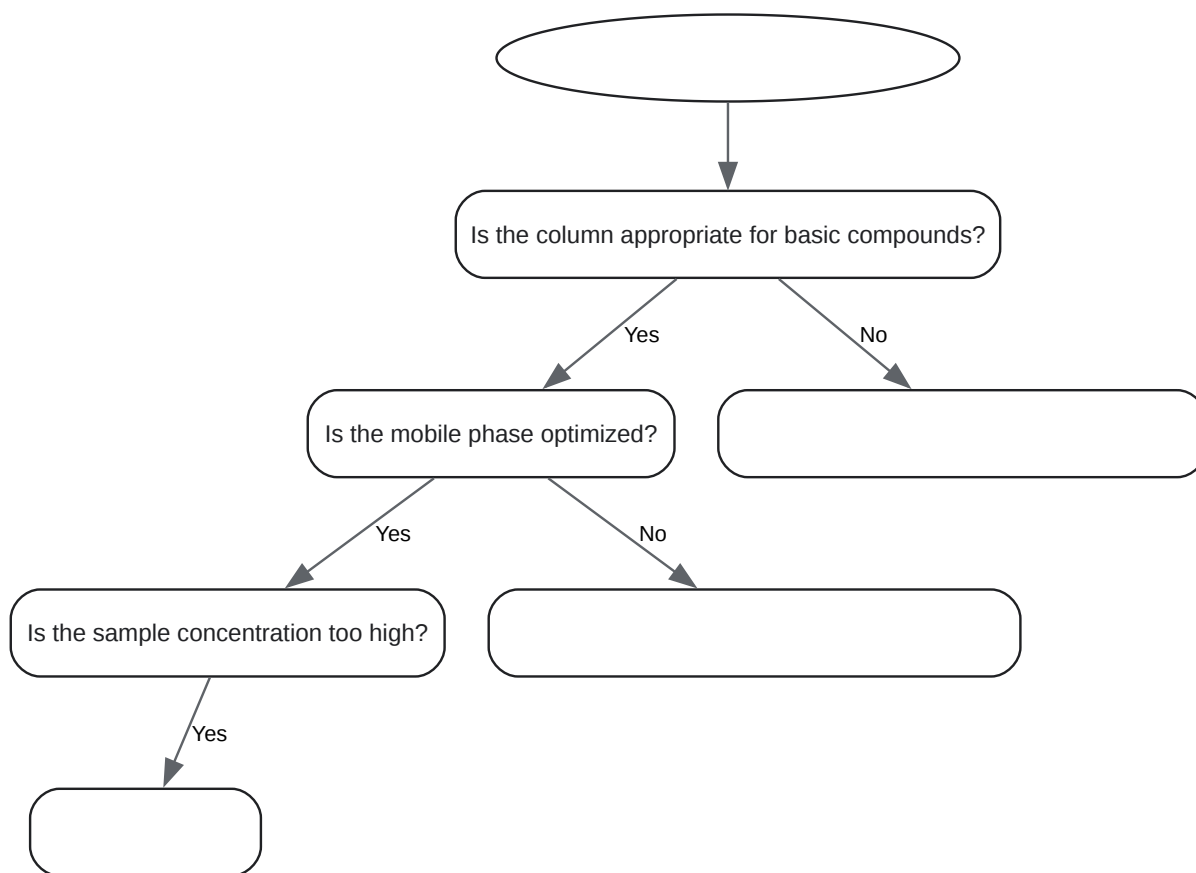 Is the column appropriate for basic compounds?
Yes
No
Is the mobile phase optimized?
Yes
No
Is the sample concentration too high?
Yes